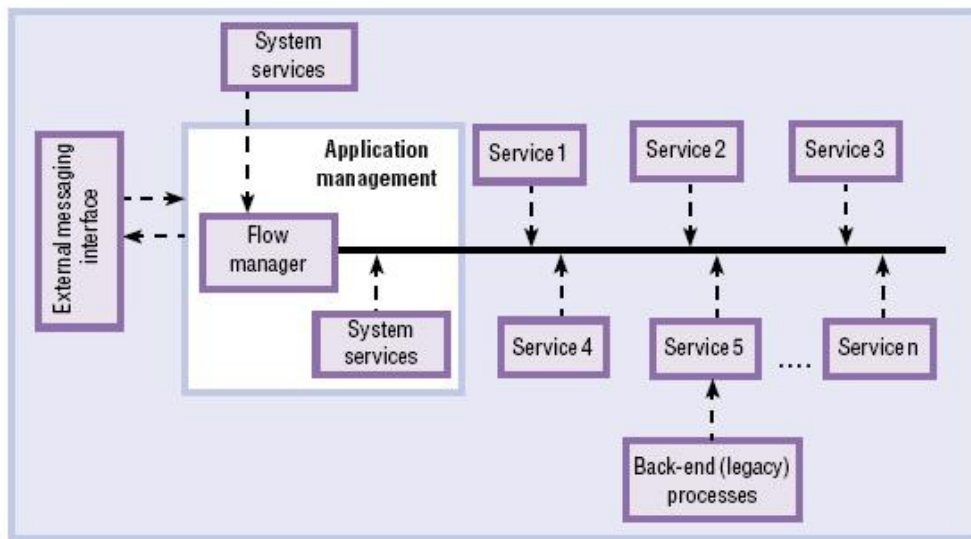 System
services
Application
management
External messaging
interface
Flow
manager
System
services
Service 1
Service 2
Service 3
Service 4
Service 5
....
Service n
Back-end (legacy)
processes